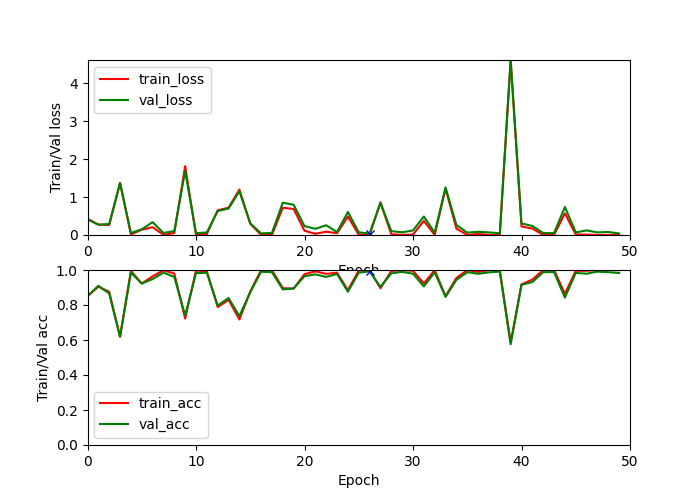 train_loss
val_loss
4
3
2
1
0
Train/Val loss
0 10 20 30 40 50
Epoch
1.0
0.8
0.6
0.4
0.2
0.0
Train/Val acc
train_acc
val_acc
0 10 20 30 40 50
Epoch